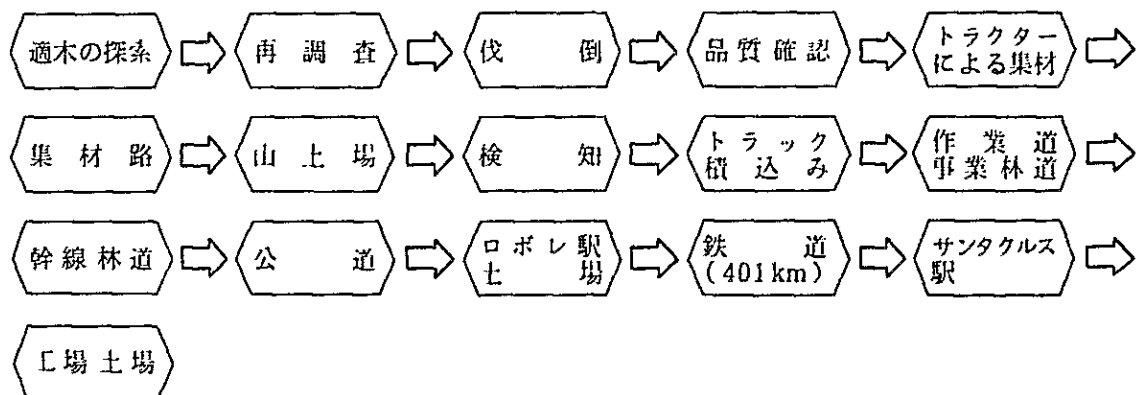 適木の探索
再調査
伐倒
品質確認
トラクター
による集材
集材路
山土場
検知
トラック
積込み
作業道
事業林道
幹線林道
公道
ロボレ駅
土場
鉄道
(401km)
サンタクルス
駅
工場土場